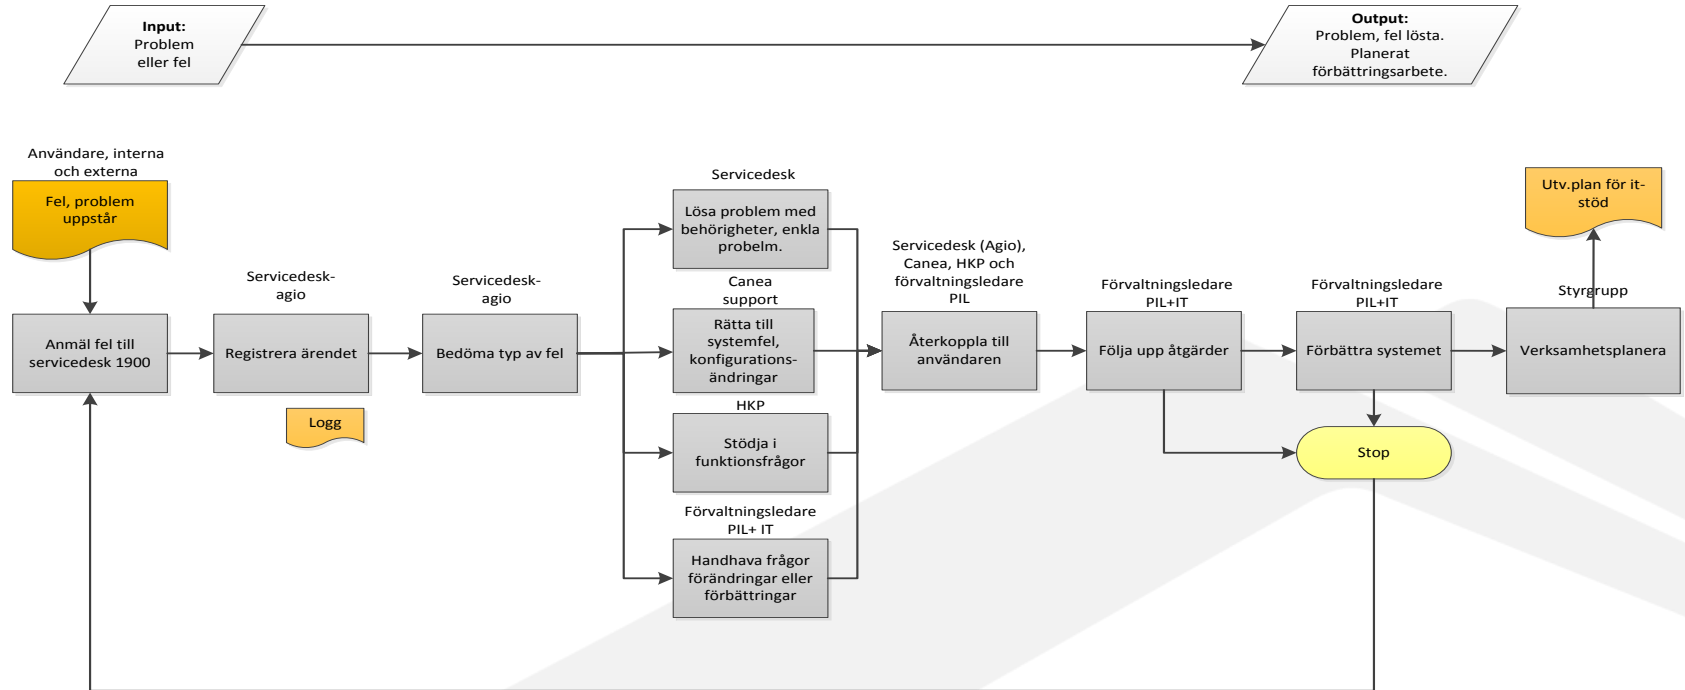 Input:
Problem
eller fel
Output:
Problem, fel lösta.
Planerat
förbättringsarbete.
Användare, interna
och externa
Fel, problem
uppstår
Anmäl fel till
servicedesk 1900
Servicedesk-
agio
Registrera ärendet
Logg
Servicedesk-
agio
Bedöma typ av fel
Servicedesk
Lösa problem med
behörigheter, enkla
probelm.
Canea
support
Rätta till
systemfel,
konfigurations-
ändringar
HKP
Stödja i
funktionsfrågor
Förvaltningsledare
PIL+ IT
Handhava frågor
förändringar eller
förbättringar
Servicedesk (Agio),
Canea, HKP och
förvaltningsledare
PIL
Återkoppla till
användaren
Förvaltningsledare
PIL+IT
Följa upp åtgärder
Förvaltningsledare
PIL+IT
Förbättra systemet
Stop
Utv.plan för it-
stöd
Styrgrupp
Verksamhetsplanera